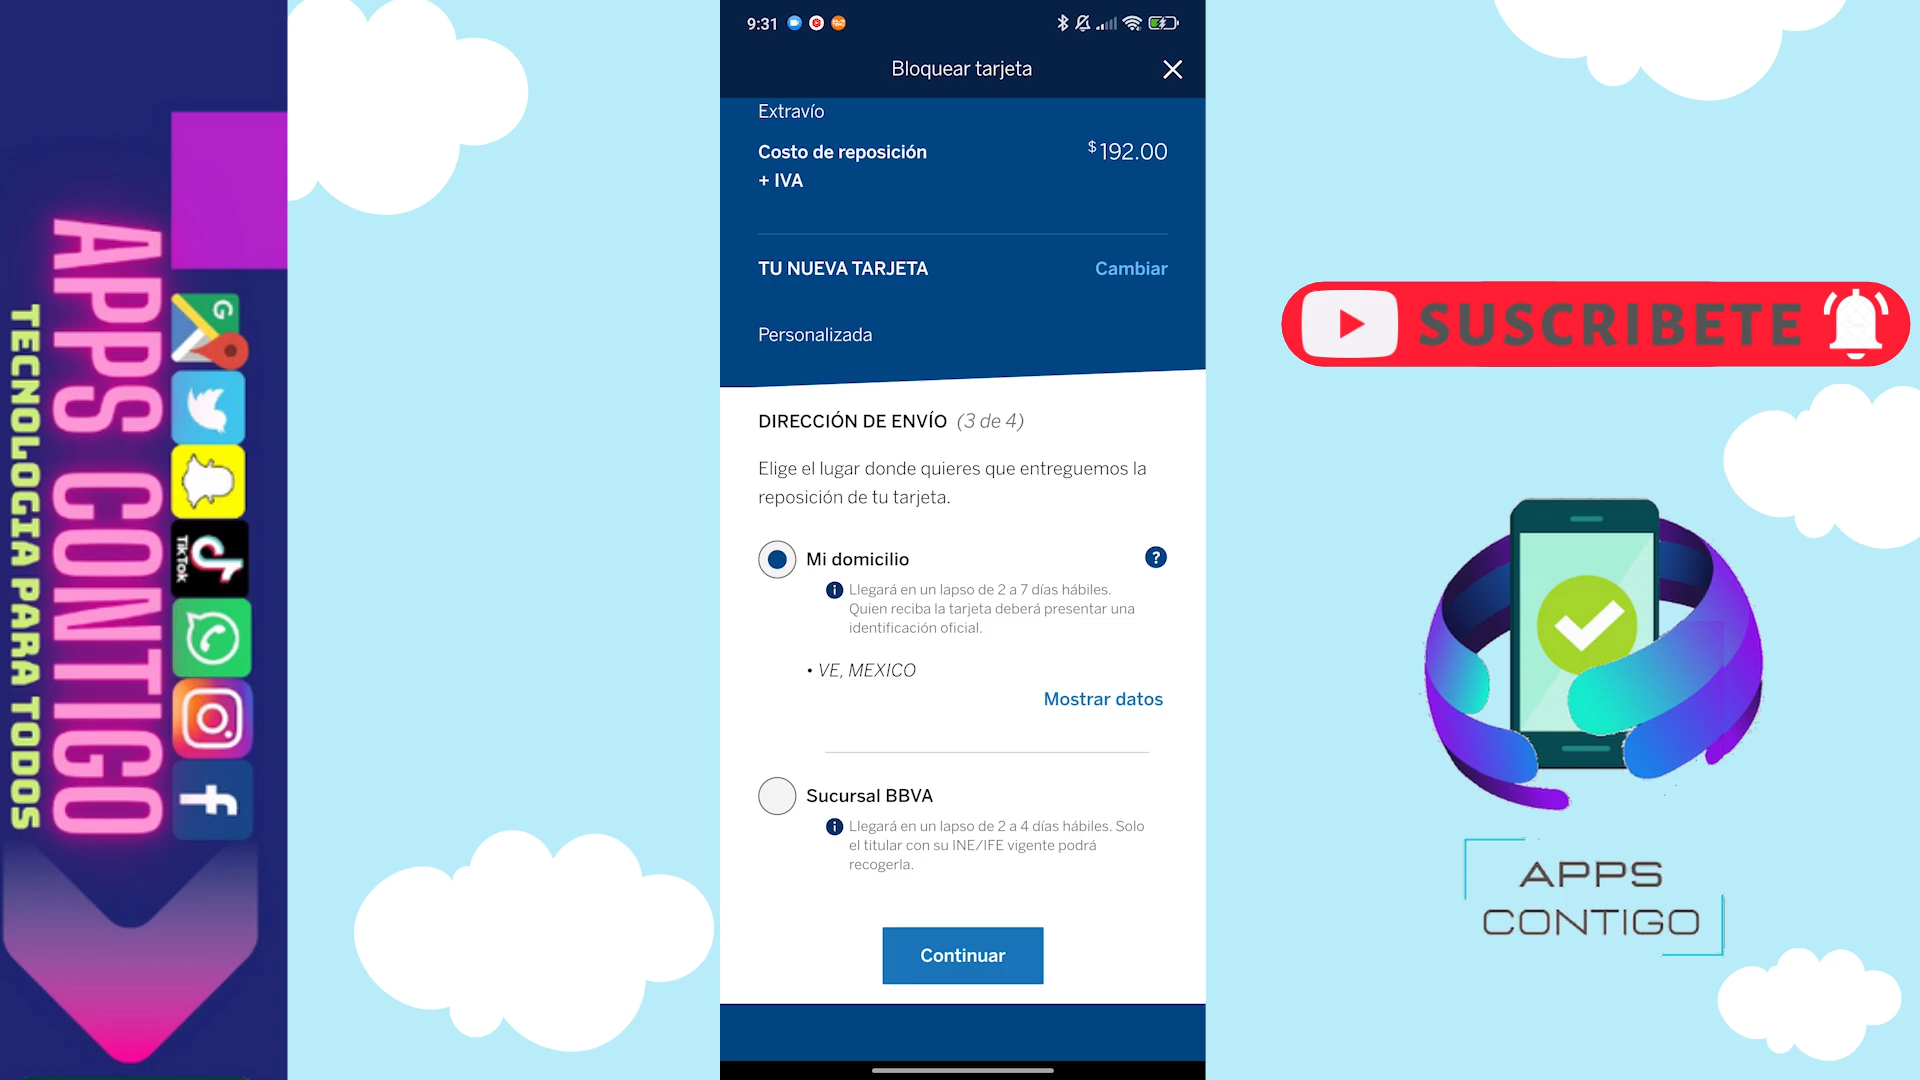 TECNOLOGIA PARA TODOS
APPS CONTIGO
G
TikTok
9:31
Bloquear tarjeta
Extravío
Costo de reposición
+ IVA
$192.00
TU NUEVA TARJETA
Cambiar
Personalizada
DIRECCIÓN DE ENVÍO (3 de 4)
Elige el lugar donde quieres que entreguemos la
reposición de tu tarjeta.
Mi domicilio
?
Llegará en un lapso de 2 a 7 días hábiles.
Quien reciba la tarjeta deberá presentar una
identificación oficial.
• VE, MEXICO
Mostrar datos
Sucursal BBVA
Llegará en un lapso de 2 a 4 días hábiles. Solo
el titular con su INE/IFE vigente podrá
recogerla.
Continuar
SUSCRIBETE
APPS
CONTIGO